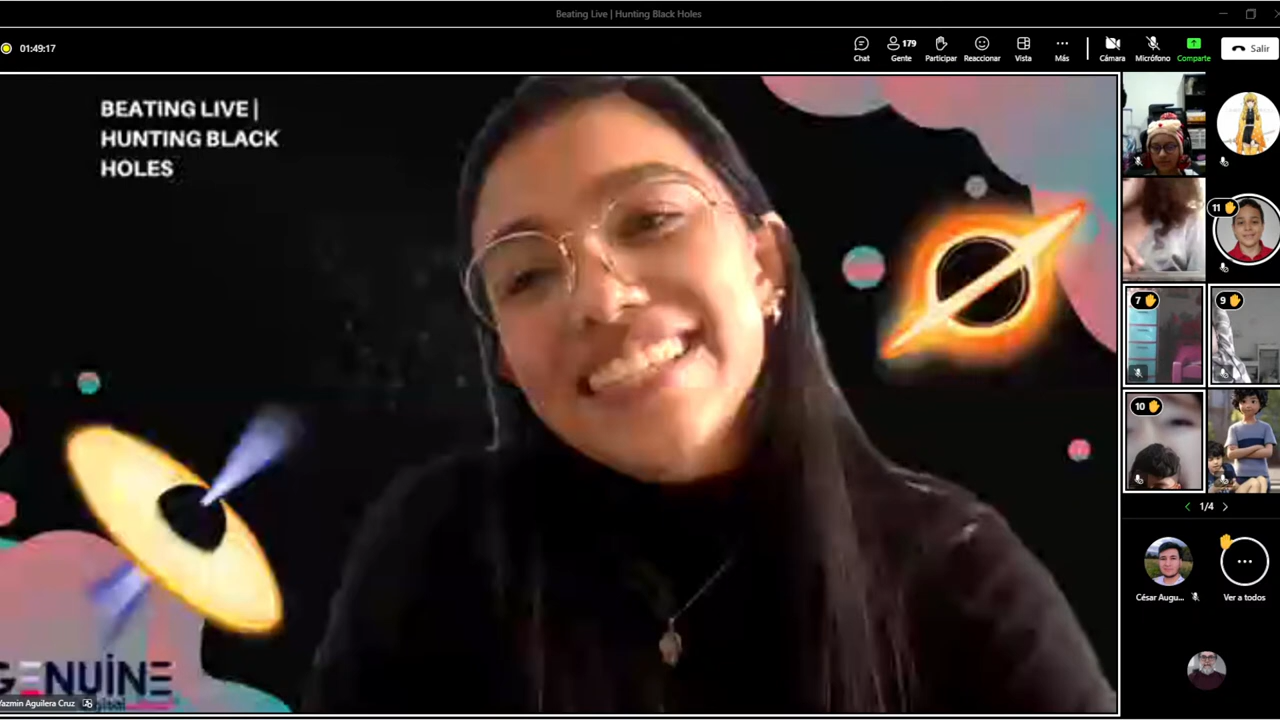 Beating Live | Hunting Black Holes
01:49:17
Chat
179
Gente
Participar
Reaccionar
Vista
Más
Cámara
Micrófono
Comparte
Salir
BEATING LIVE |
HUNTING BLACK
HOLES
11
7
9
10
1/4
César Augu...
Ver a todos
GENUINE
Yazmin Aguilera Cruz